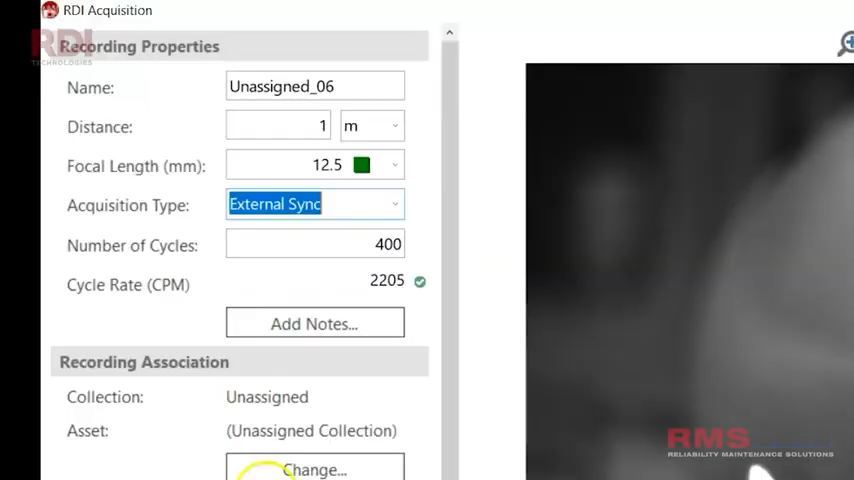 RDI Acquisition
RDI
TECHNOLOGIES
Recording Properties
Name: Unassigned_06
Distance: 1 m
Focal Length (mm): 12.5
Acquisition Type: External Sync
Number of Cycles: 400
Cycle Rate (CPM) 2205
Add Notes...
Recording Association
Collection: Unassigned
Asset: (Unassigned Collection)
Change...
RMS
RELIABILITY MAINTENANCE SOLUTIONS